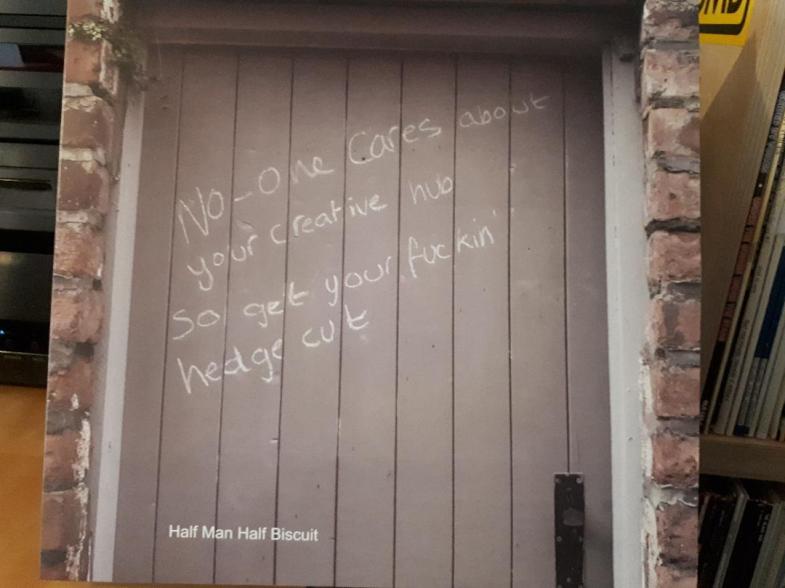 No-one Cares about
your creative hub
so get your fuckin'
hedge cut
Half Man Half Biscuit